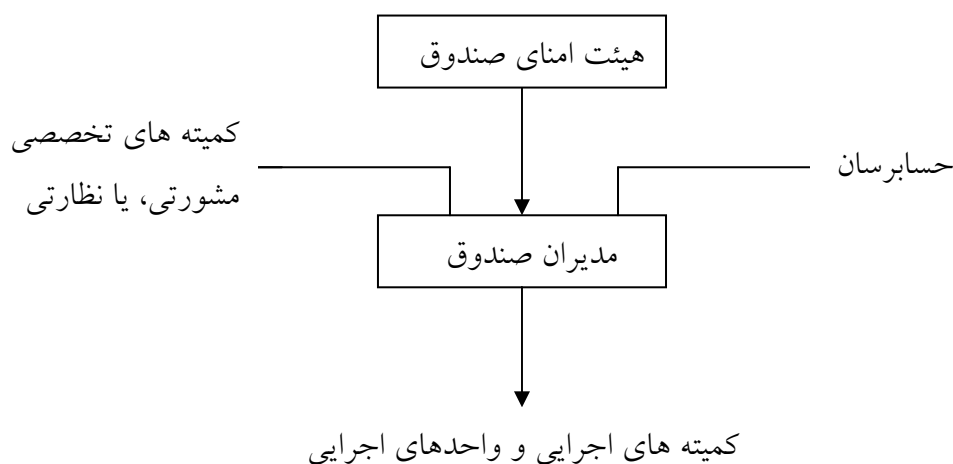 هیئت امنای صندوق
کمیته های تخصصی
مشورتی، یا نظارتی
حسابرسان
مدیران صندوق
کمیته های اجرایی و واحدهای اجرایی